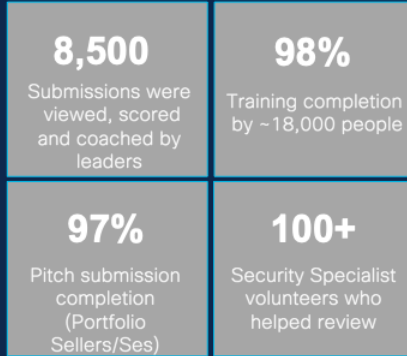 8,500
Submissions were
viewed, scored
and coached by
leaders
98%
Training completion
by ~18,000 people
97%
Pitch submission
completion
(Portfolio
Sellers/Ses)
100+
Security Specialist
volunteers who
helped review